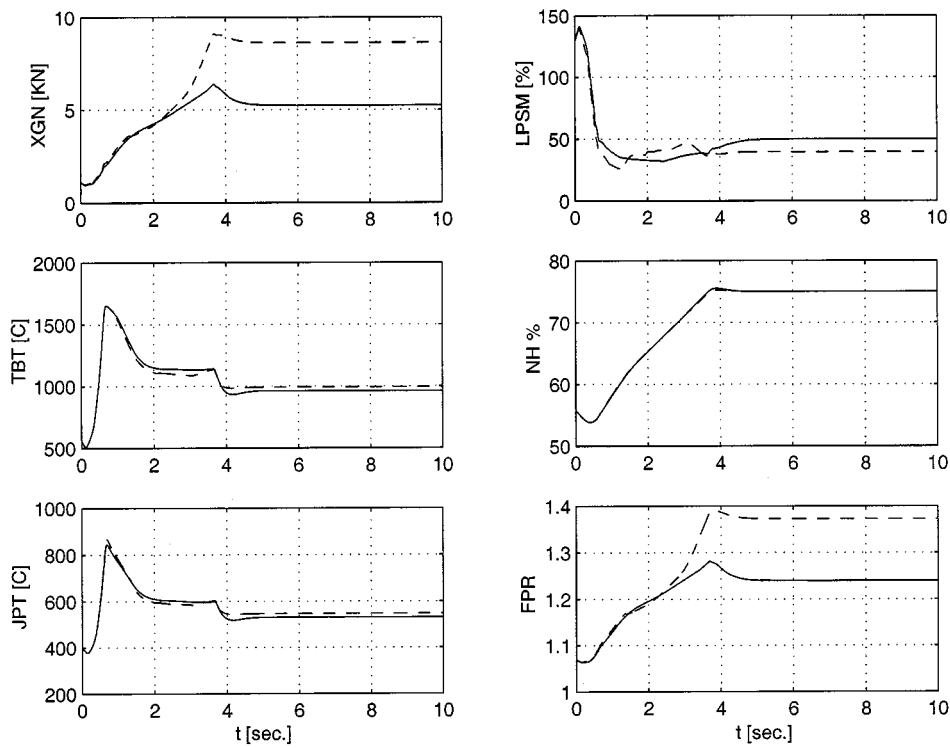 10
5
0
XGN [KN]
0 2 4 6 8 10
150
100
50
0
LPSM [%]
0 2 4 6 8 10
2000
1500
1000
500
TBT [C]
0 2 4 6 8 10
80
70
60
50
NH %
0 2 4 6 8 10
1000
800
600
400
200
JPT [C]
0 2 4 6 8 10
t [sec.]
1.4
1.3
1.2
1.1
1
FPR
0 2 4 6 8 10
t [sec.]